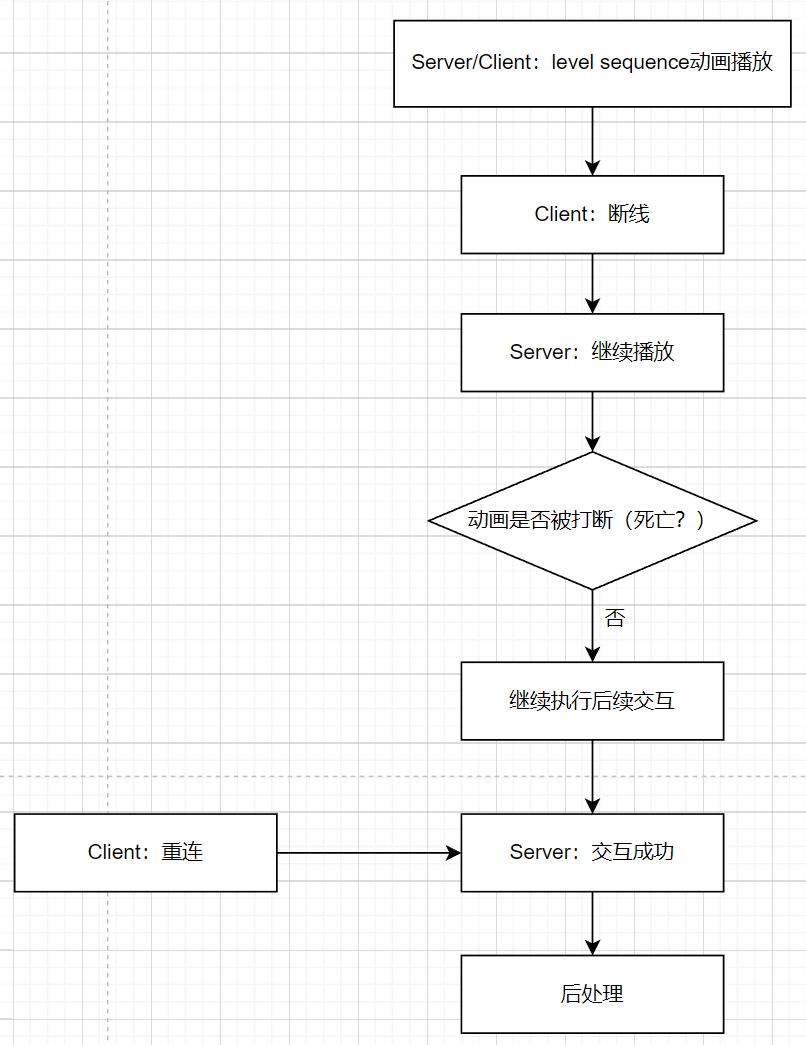 Server/Client：level sequence动画播放
Client：断线
Server：继续播放
动画是否被打断（死亡？）
否
继续执行后续交互
Client：重连
Server：交互成功
后处理